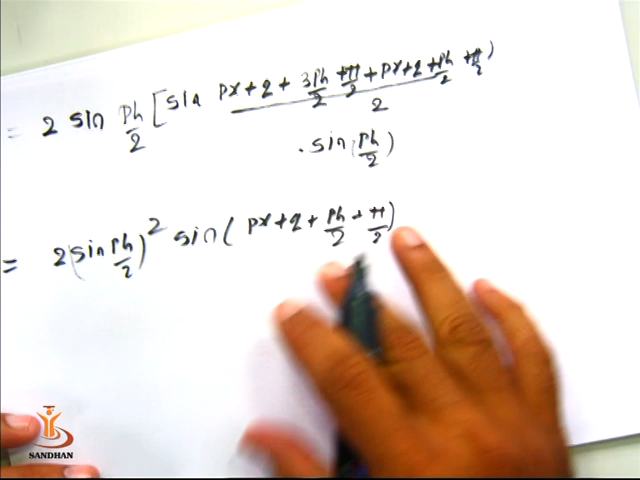 = 2 sin ph/2 [sin px+q+3ph/2+π/2+px+q+ph/2+π/2)/2
.sin(ph/2)
= 2(sin ph/2)² sin(px+q+ph/2+π/2)
SANDHAN